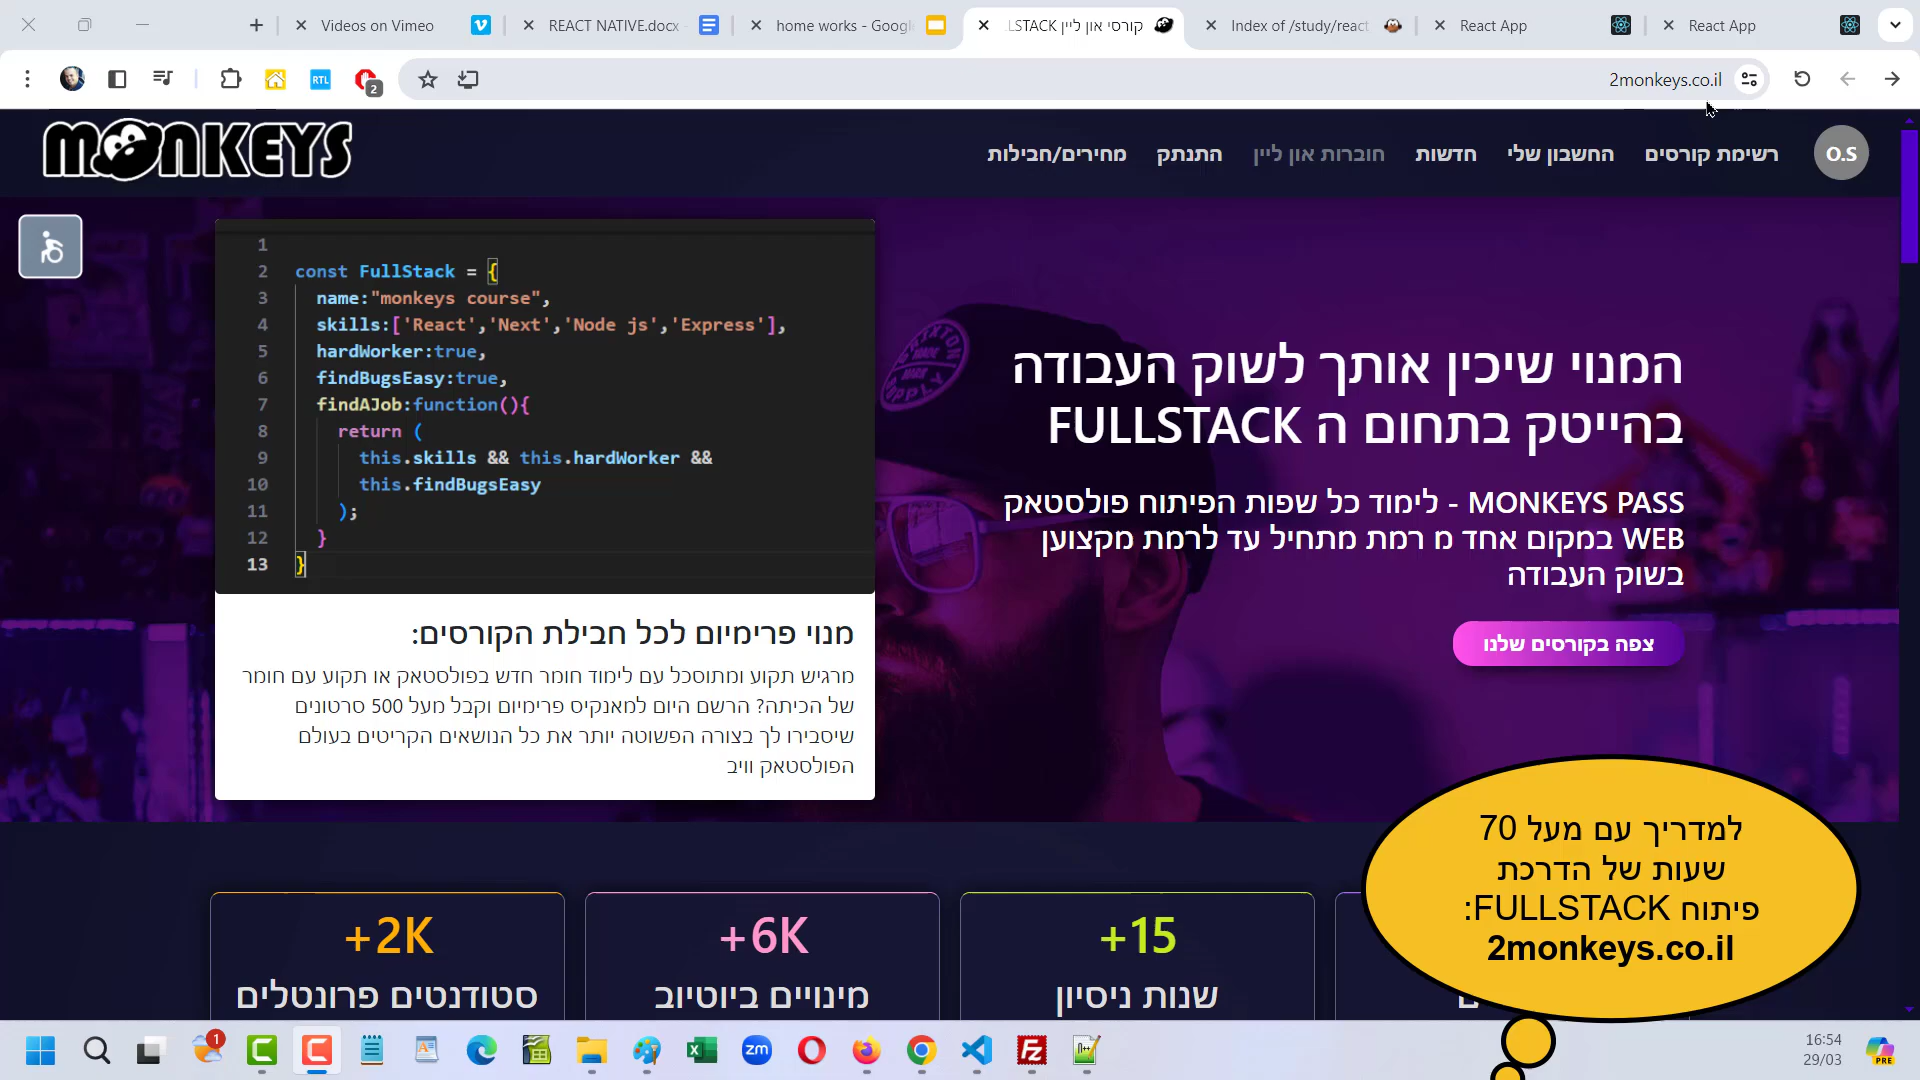 Videos on Vimeo
REACT NATIVE.docx
home works - Googl
קורסי און ליין LSTACK
Index of /study/react
React App
React App
RTL
2
2monkeys.co.il
MONKEYS
O.S
רשימת קורסים
החשבון שלי
חדשות
חוברות און ליין
התנתק
מחירים/חבילות
1
2 const FullStack = {
3 name:"monkeys course",
4 skills:['React','Next','Node js','Express'],
5 hardWorker:true,
6 findBugsEasy:true,
7 findAJob:function(){
8 return (
9 this.skills && this.hardWorker &&
10 this.findBugsEasy
11 );
12 }
13 }
המנוי שיכין אותך לשוק העבודה
בהייטק בתחום ה FULLSTACK
MONKEYS PASS - לימוד כל שפות הפיתוח פולסטאק
WEB במקום אחד מ רמת מתחיל עד לרמת מקצוען
בשוק העבודה
צפה בקורסים שלנו
מנוי פרימיום לכל חבילת הקורסים:
מרגיש תקוע ומתוסכל עם לימוד חומר חדש בפולסטאק או תקוע עם חומר
של הכיתה? הרשם היום למאנקיס פרימיום וקבל מעל 500 סרטונים
שיסבירו לך בצורה הפשוטה יותר את כל הנושאים הקריטים בעולם
הפולסטאק וויב
+2K
סטודנטים פרונטלים
+6K
מינויים ביוטיוב
+15
שנות ניסיון
למדריך עם מעל 70
שעות של הדרכת
פיתוח FULLSTACK:
2monkeys.co.il
1
zm
16:54
29/03
PRE